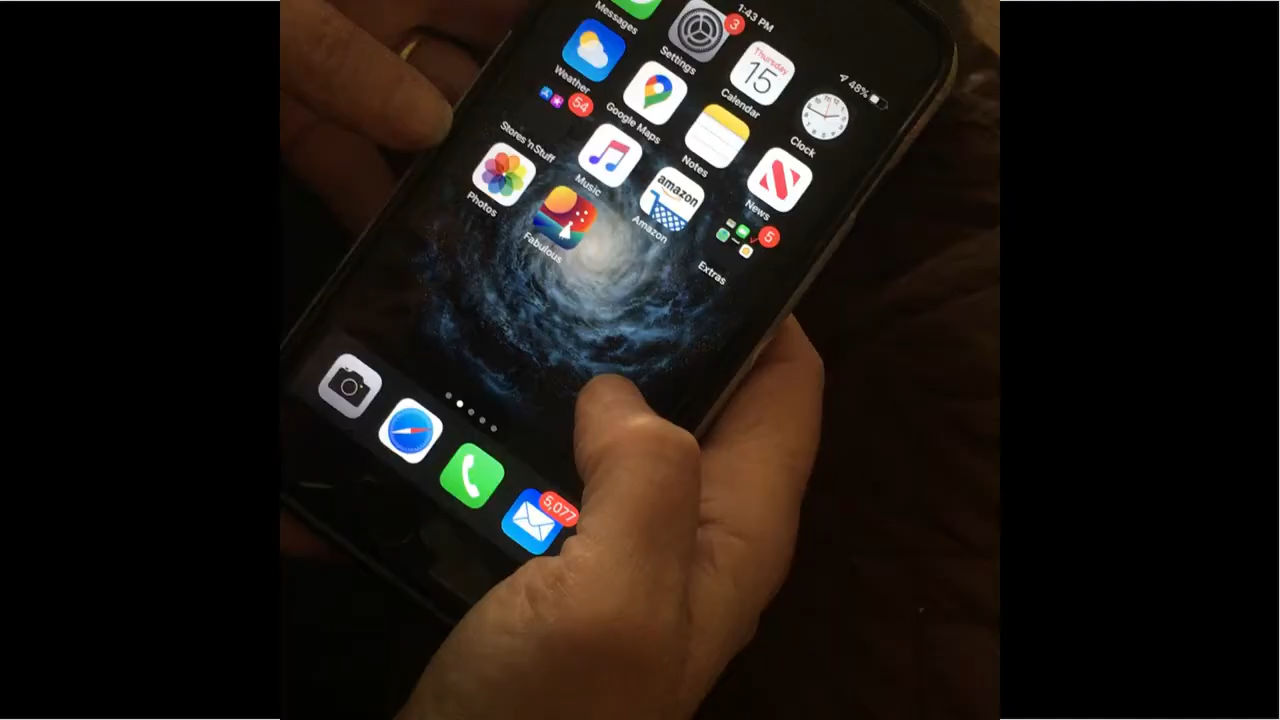 1:43 PM
48%
Messages
Settings
3
Thursday
15
Calendar
Clock
Weather
Google Maps
Notes
News
54
Stores 'n Stuff
Music
amazon
Amazon
5
Extras
Photos
Fabulous
5,077